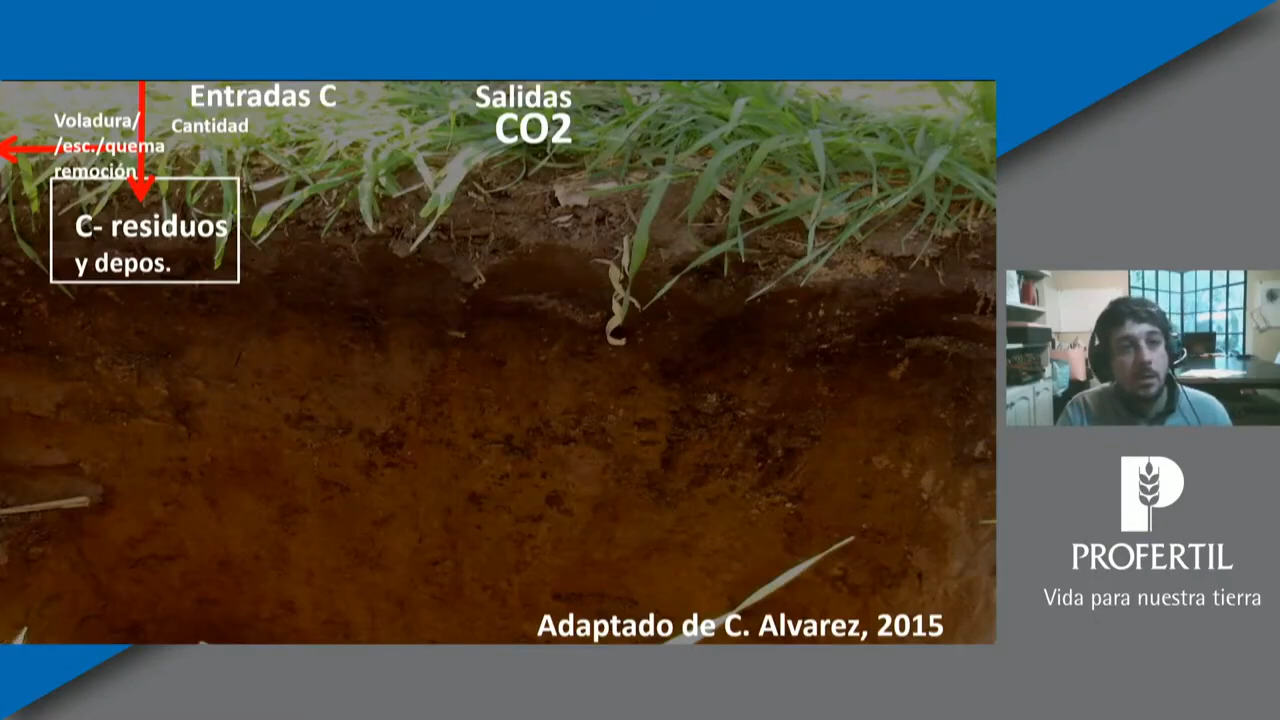 Entradas C
Salidas
CO2
Cantidad
Voladura/
/esc./quema
remoción
C- residuos
y depos.
Adaptado de C. Alvarez, 2015
PROFERTIL
Vida para nuestra tierra